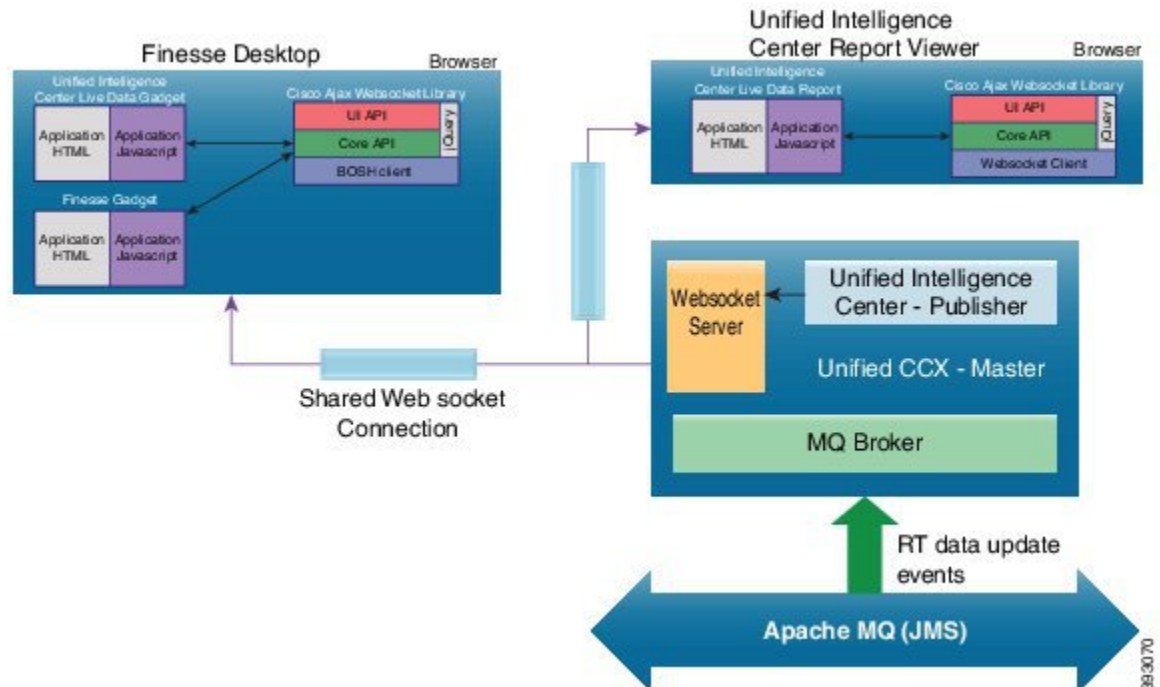 Finesse Desktop
Browser
Unified Intelligence
Center Live Data Gadget
Application
HTML
Application
Javascript
Cisco Ajax Websocket Library
UI API
Core API
jQuery
BOSH client
Finesse Gadget
Application
HTML
Application
Javascript
Unified Intelligence
Center Report Viewer
Browser
Unified Intelligence
Center Live Data Report
Application
HTML
Application
Javascript
Cisco Ajax Websocket Library
UI API
Core API
jQuery
Websocket Client
Websocket
Server
Unified Intelligence
Center - Publisher
Unified CCX - Master
MQ Broker
Shared Web socket
Connection
RT data update
events
Apache MQ (JMS)
393070